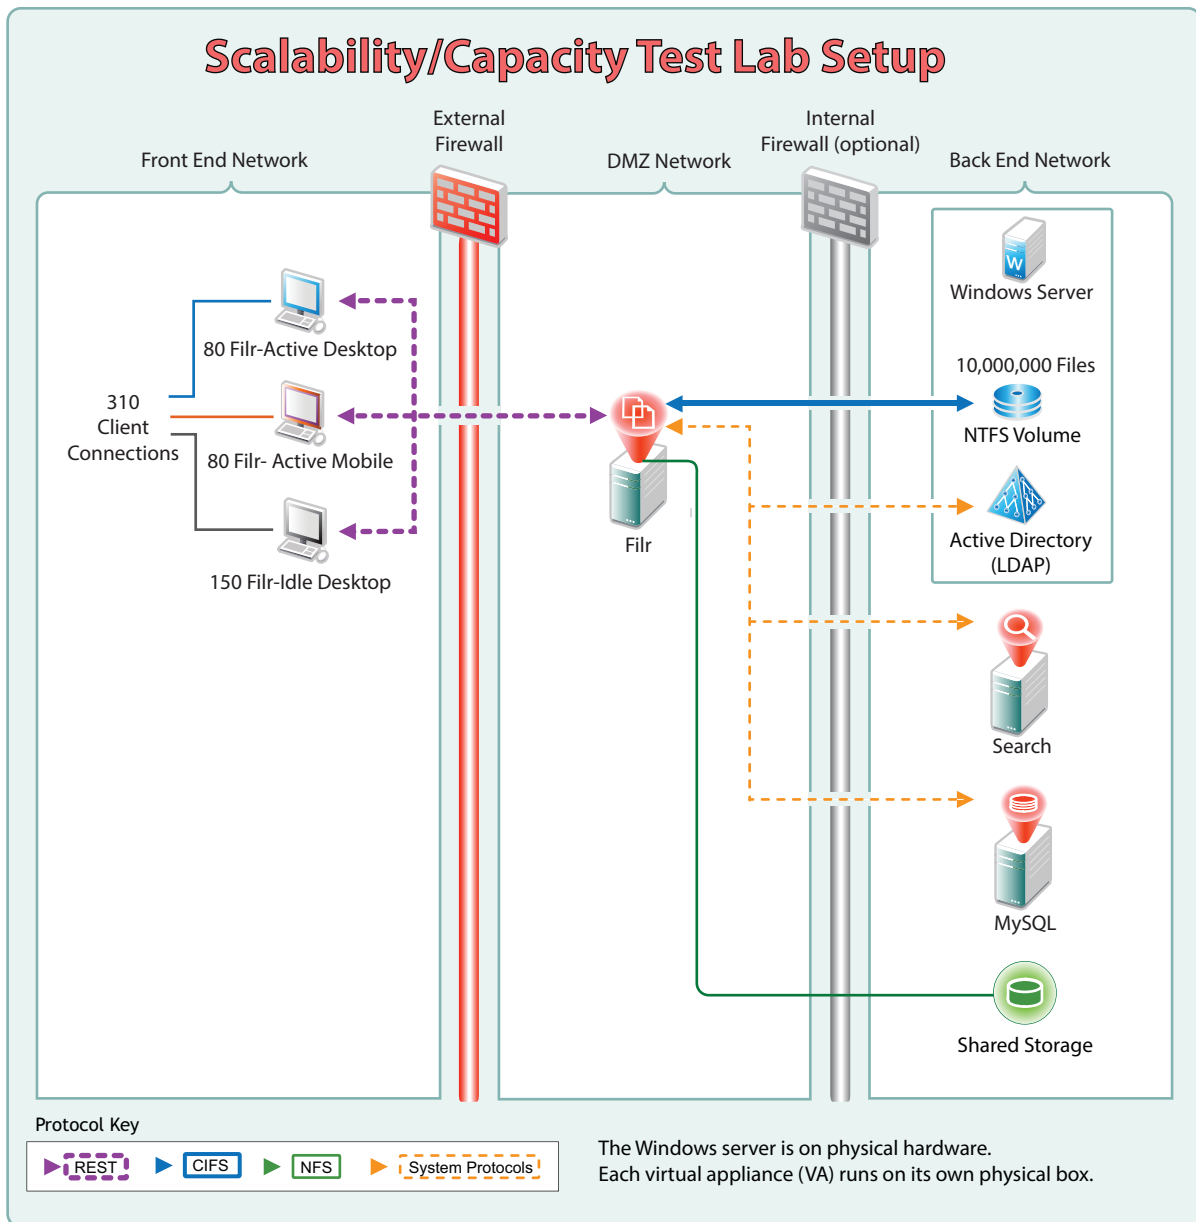 Scalability/Capacity Test Lab Setup
External
Firewall
Internal
Firewall (optional)
Front End Network
DMZ Network
Back End Network
W
Windows Server
80 Filr-Active Desktop
10,000,000 Files
310
Client
Connections
NTFS Volume
80 Filr- Active Mobile
Filr
Active Directory
(LDAP)
150 Filr-Idle Desktop
Search
MySQL
Shared Storage
Protocol Key
REST
CIFS
NFS
System Protocols
The Windows server is on physical hardware.
Each virtual appliance (VA) runs on its own physical box.